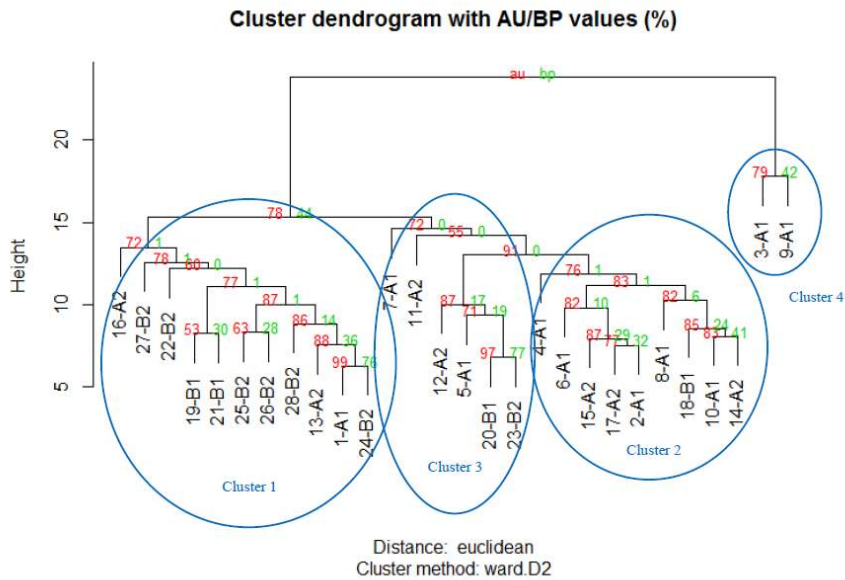 Cluster dendrogram with AU/BP values (%)
au bp
20
79 42
78 44
15
72 0
55 0
72 1
78 1
60 0
91 0
76 1
83 1
77 1
Height
3-A1
9-A1
Cluster 4
10
87 1
87 17
71 19
82 10
82 6
86 14
53 30
63 28
88 36
87 29
77 32
85 24
83 41
97 77
99 76
5
16-A2
27-B2
22-B2
19-B1
21-B1
25-B2
26-B2
28-B2
13-A2
1-A1
24-B2
7-A1
11-A2
12-A2
5-A1
20-B1
23-B2
4-A1
6-A1
15-A2
17-A2
2-A1
8-A1
18-B1
10-A1
14-A2
Cluster 1
Cluster 3
Cluster 2
Distance: euclidean
Cluster method: ward.D2